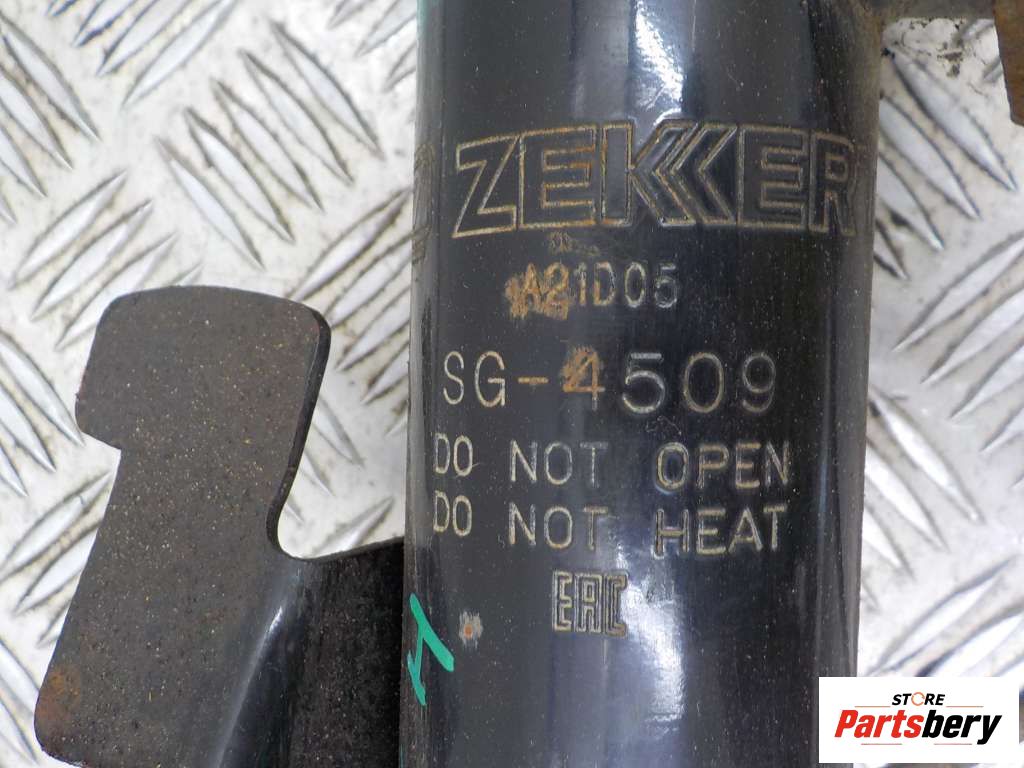 ZEKKER
A21D05
SG-4509
DO NOT OPEN
DO NOT HEAT
EAC
H
STORE
Partsbery